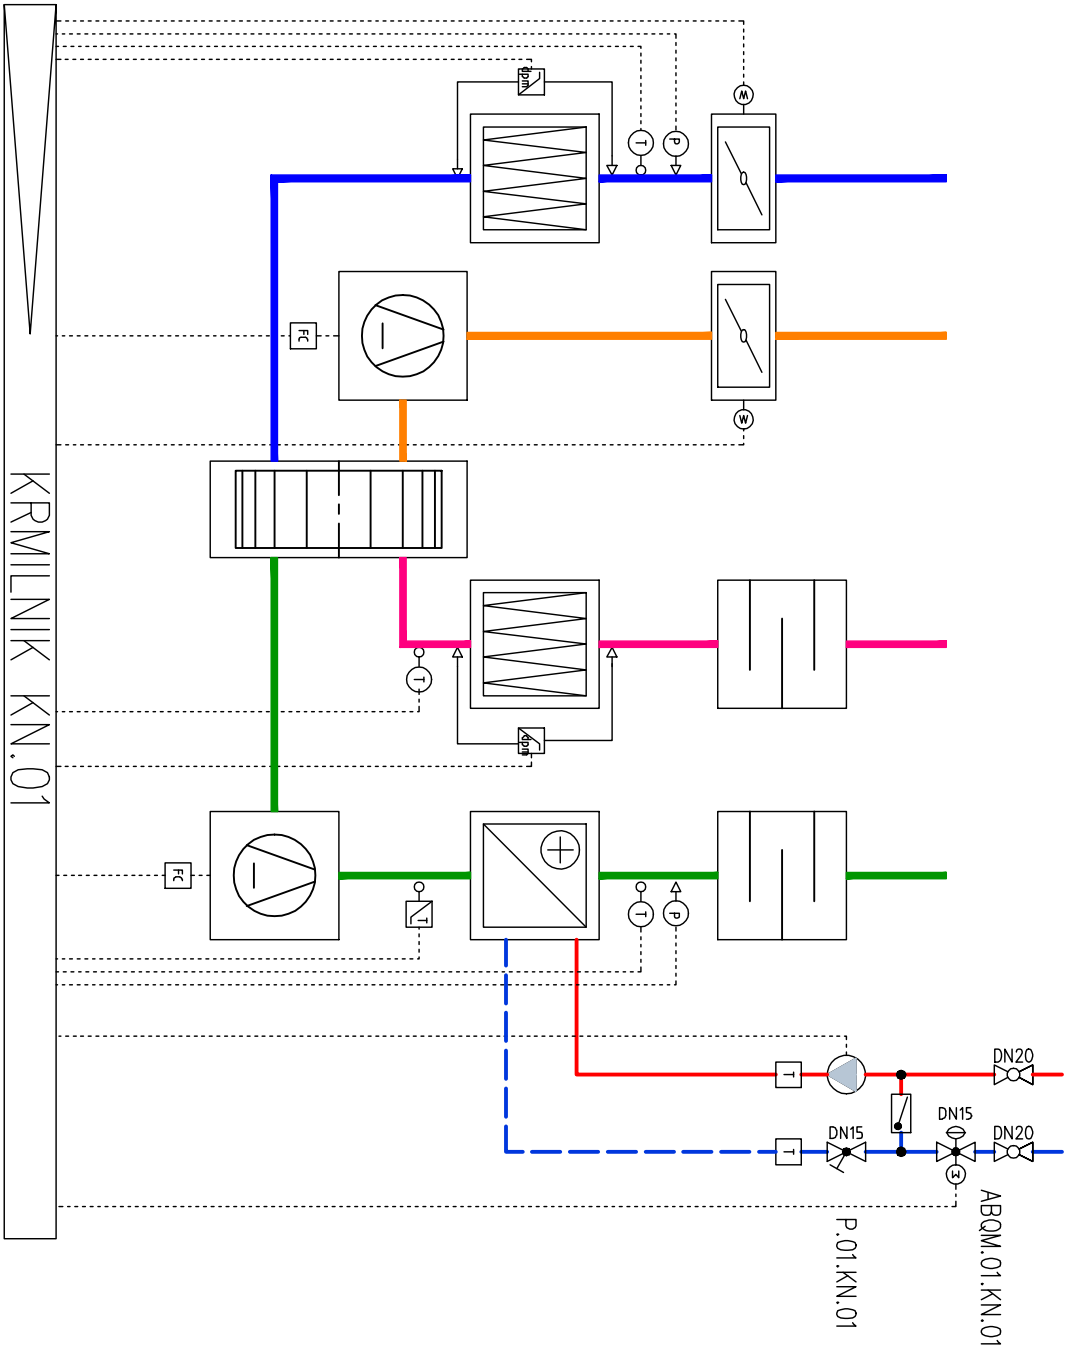 M
P
T
dpm
FC
M
T
dpm
FC
T
T
P
DN20
T
DN15
DN15
DN20
T
M
ABQM.01.KN.01
P.01.KN.01
KRMILNIK KN.01